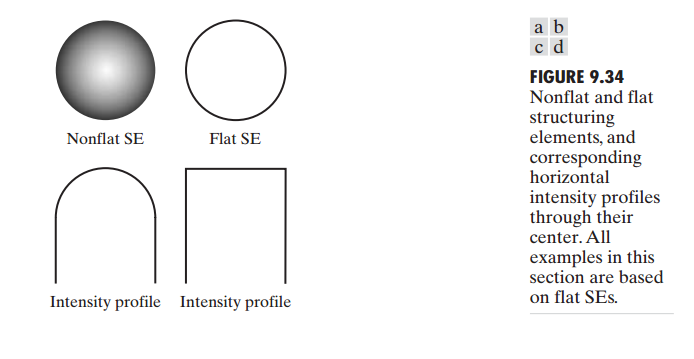 Nonflat SE
Flat SE
Intensity profile
Intensity profile
a b
c d
FIGURE 9.34
Nonflat and flat
structuring
elements, and
corresponding
horizontal
intensity profiles
through their
center. All
examples in this
section are based
on flat SEs.